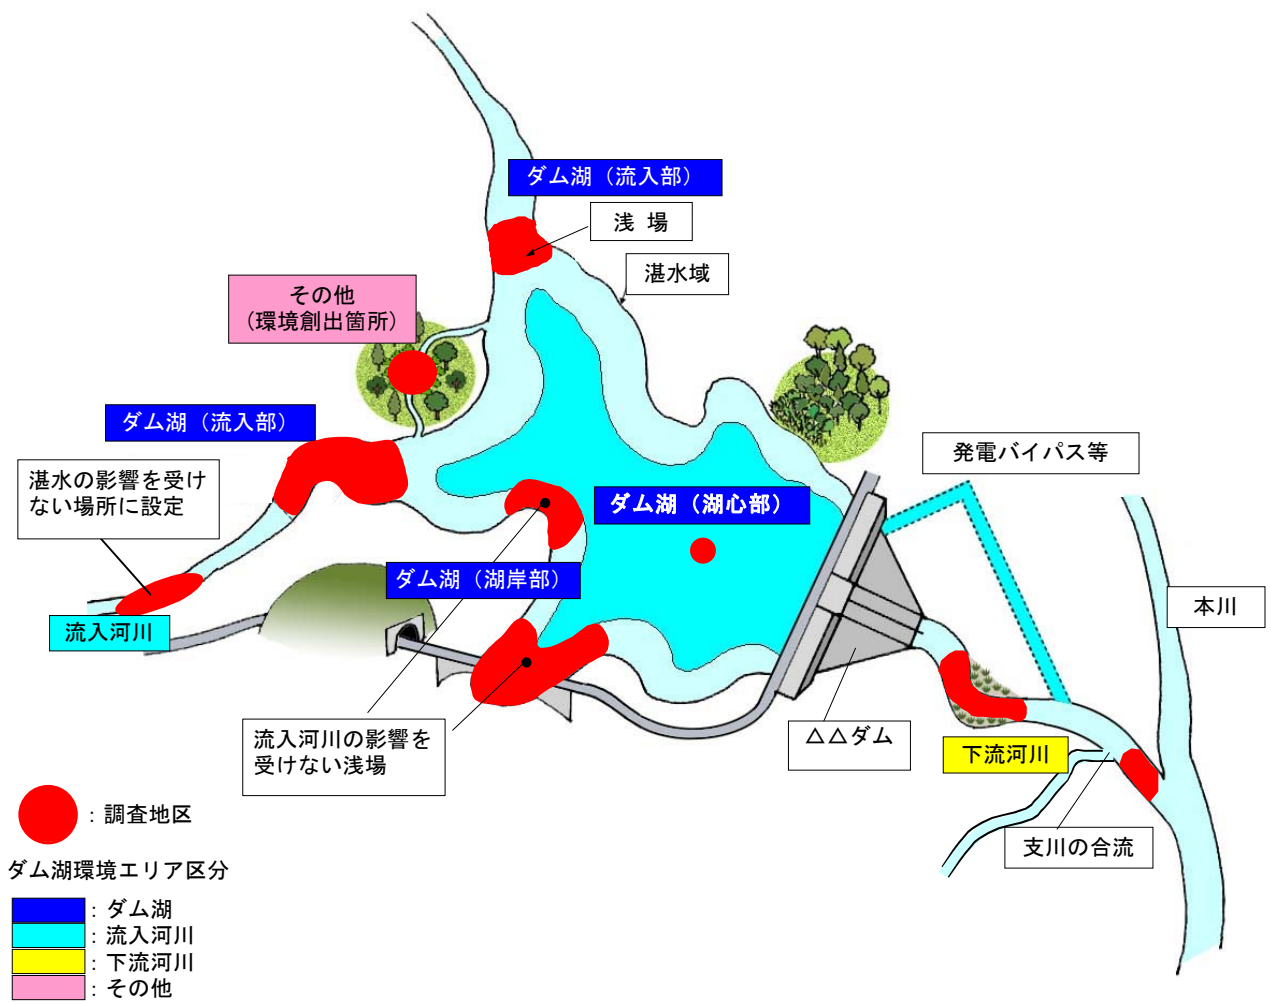 ダム湖（流入部）
浅 場
湛水域
その他
（環境創出箇所）
ダム湖（流入部）
湛水の影響を受け
ない場所に設定
発電バイパス等
ダム湖（湖心部）
ダム湖（湖岸部）
本川
流入河川
流入河川の影響を
受けない浅場
△△ダム
下流河川
支川の合流
：調査地区
ダム湖環境エリア区分
：ダム湖
：流入河川
：下流河川
：その他